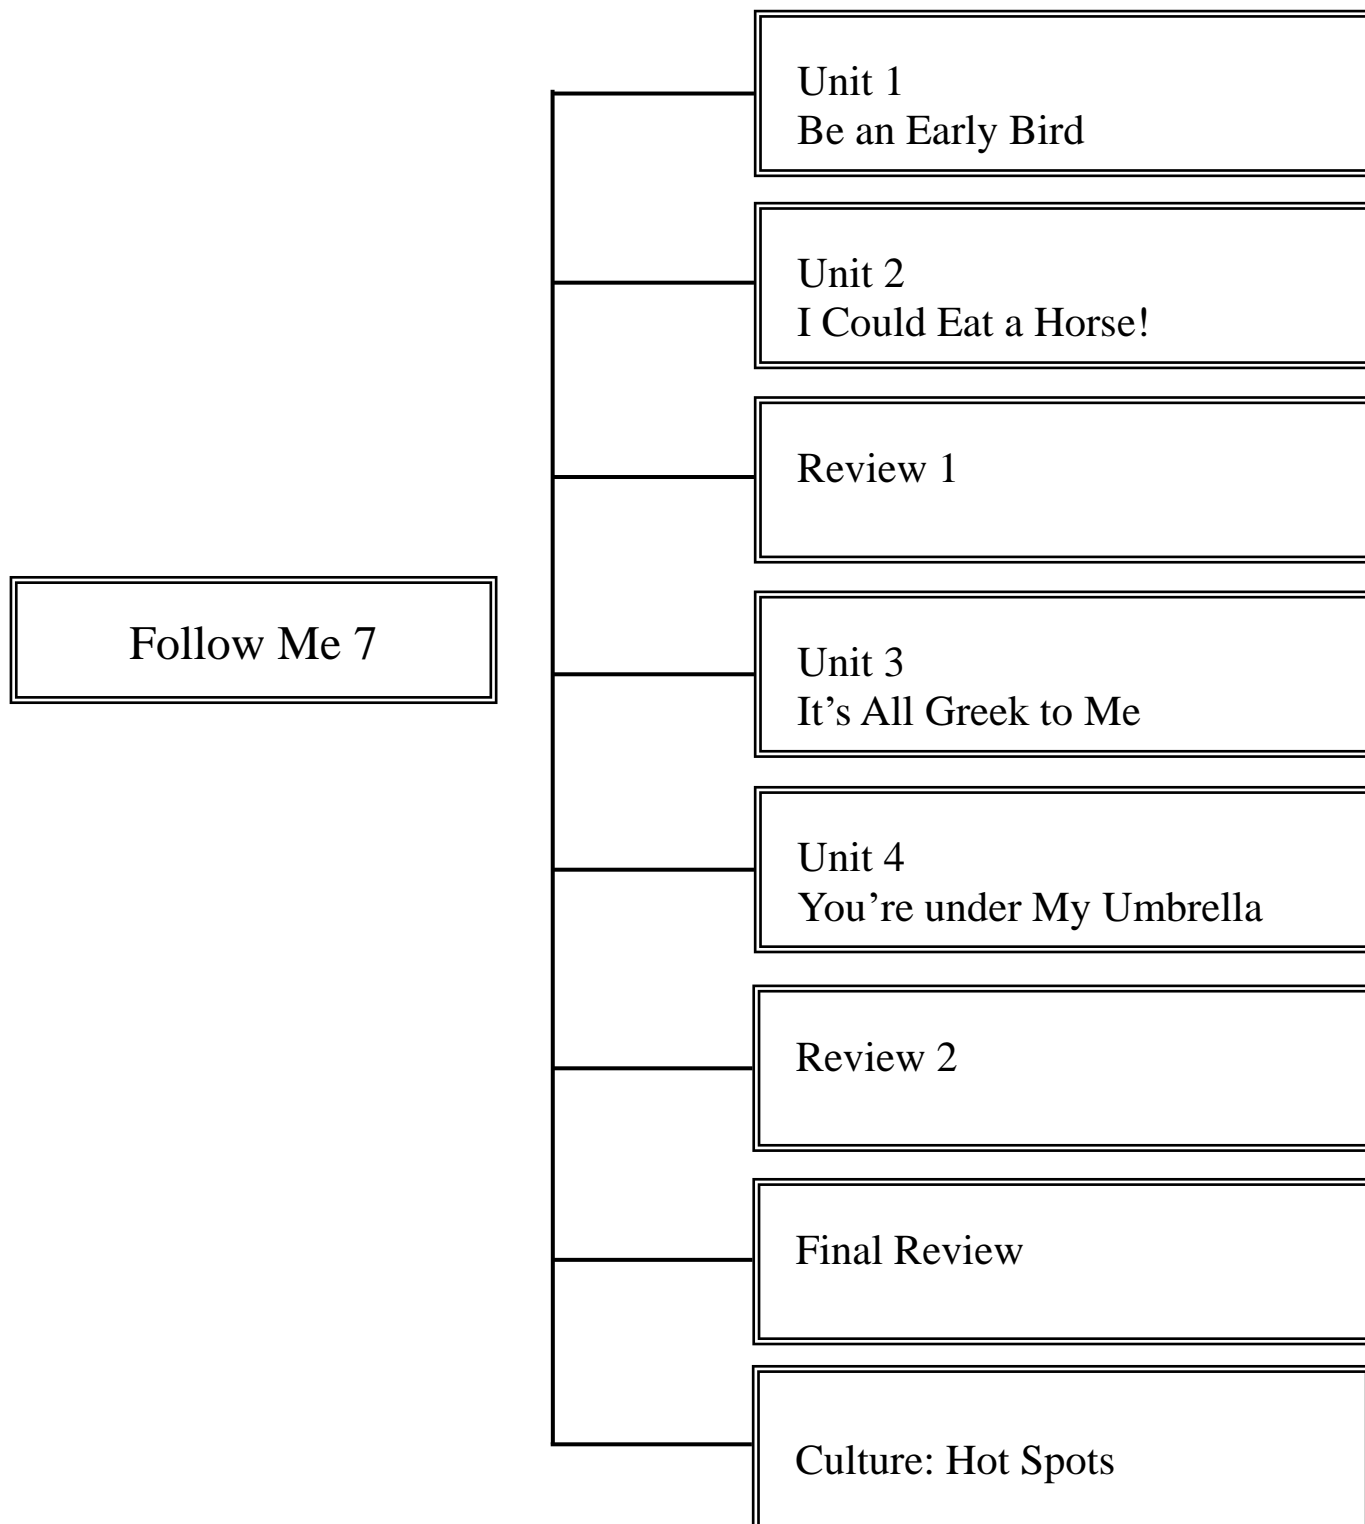 Follow Me 7
Unit 1
Be an Early Bird
Unit 2
I Could Eat a Horse!
Review 1
Unit 3
It’s All Greek to Me
Unit 4
You’re under My Umbrella
Review 2
Final Review
Culture: Hot Spots